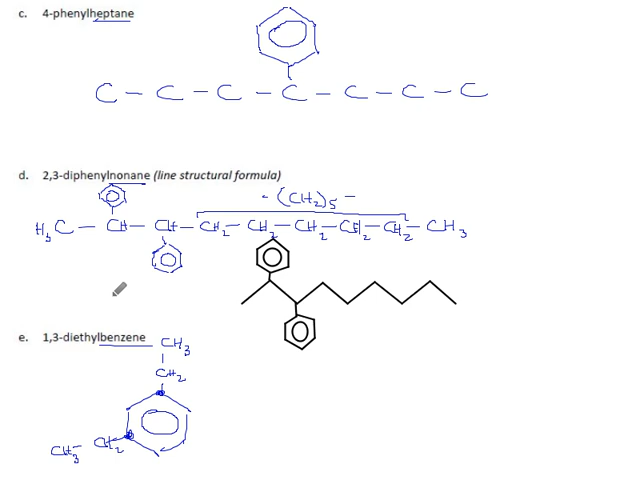 c. 4-phenylheptane
C – C – C – C – C – C – C
d. 2,3-diphenylnonane (line structural formula)
- (CH₂)₅ -
H₃C – CH – CH – CH₂ – CH₂ – CH₂ – CH₂ – CH₂ – CH₃
e. 1,3-diethylbenzene
CH₃
CH₂
CH₃ – CH₂